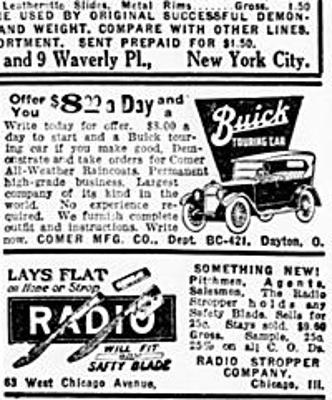 Leatherette Slides, Metal Rims...... Gross. 1.50
RE USED BY ORIGINAL SUCCESSFUL DEMON-
AND WEIGHT. COMPARE WITH OTHER LINES.
ORTMENT. SENT PREPAID FOR $1.50.
and 9 Waverly Pl., New York City.
Offer You $8.00 a Day and a
Buick
TOURING CAR
Write today for offer. $8.00 a
day to start and a Buick tour-
ing car if you make good. Dem-
onstrate and take orders for Comer
All-Weather Raincoats. Permanent
high-grade business. Largest
company of its kind in the
world. No experience re-
quired. We furnish complete
outfit and instructions. Write
now. COMER MFG. CO., Dept. BC-421, Dayton, O.
LAYS FLAT
on Hone or Strop
RADIO
WILL FIT
ANY
SAFTY BLADE
63 West Chicago Avenue,
SOMETHING NEW!
Pitchmen, Agents,
Salesmen, The Radio
Stropper holds any
Safety Blade. Sells for
25c. Stays sold. $9.60
Gross. Sample, 25c.
25% on all C. O. Ds.
RADIO STROPPER
COMPANY,
Chicago, Ill.